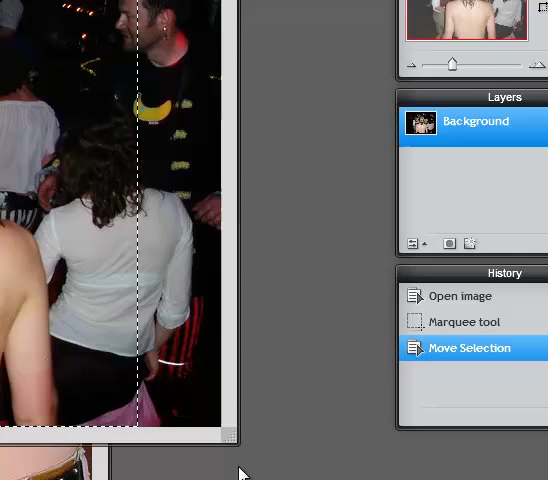 Layers
Background
History
Open image
Marquee tool
Move Selection